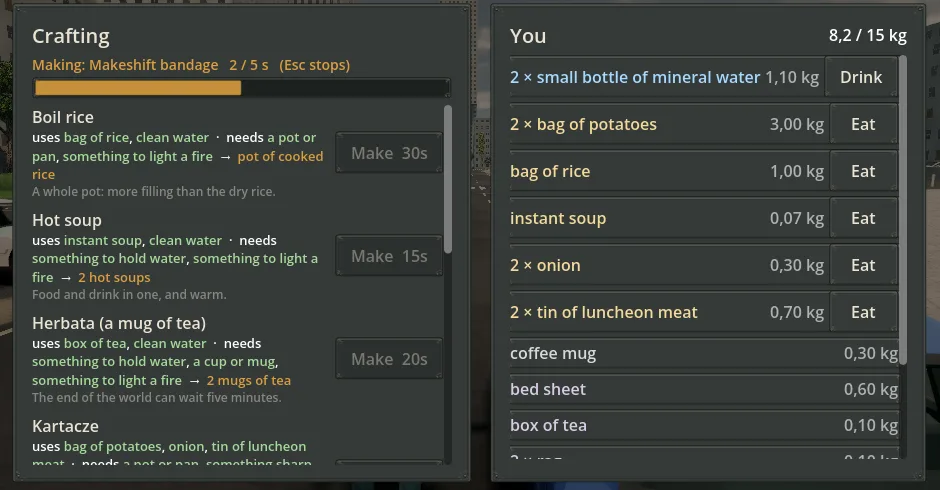 Crafting
Making: Makeshift bandage 2 / 5 s (Esc stops)
Boil rice
uses bag of rice, clean water · needs a pot or
pan, something to light a fire → pot of cooked
rice
A whole pot: more filling than the dry rice.
Make 30s
Hot soup
uses instant soup, clean water · needs
something to hold water, something to light a
fire → 2 hot soups
Food and drink in one, and warm.
Make 15s
Herbata (a mug of tea)
uses box of tea, clean water · needs
something to hold water, a cup or mug,
something to light a fire → 2 mugs of tea
The end of the world can wait five minutes.
Make 20s
Kartacze
uses bag of potatoes, onion, tin of luncheon
meat · needs a pot or pan, something sharp
You 8,2 / 15 kg
2 × small bottle of mineral water 1,10 kg Drink
2 × bag of potatoes 3,00 kg Eat
bag of rice 1,00 kg Eat
instant soup 0,07 kg Eat
2 × onion 0,30 kg Eat
2 × tin of luncheon meat 0,70 kg Eat
coffee mug 0,30 kg
bed sheet 0,60 kg
box of tea 0,10 kg